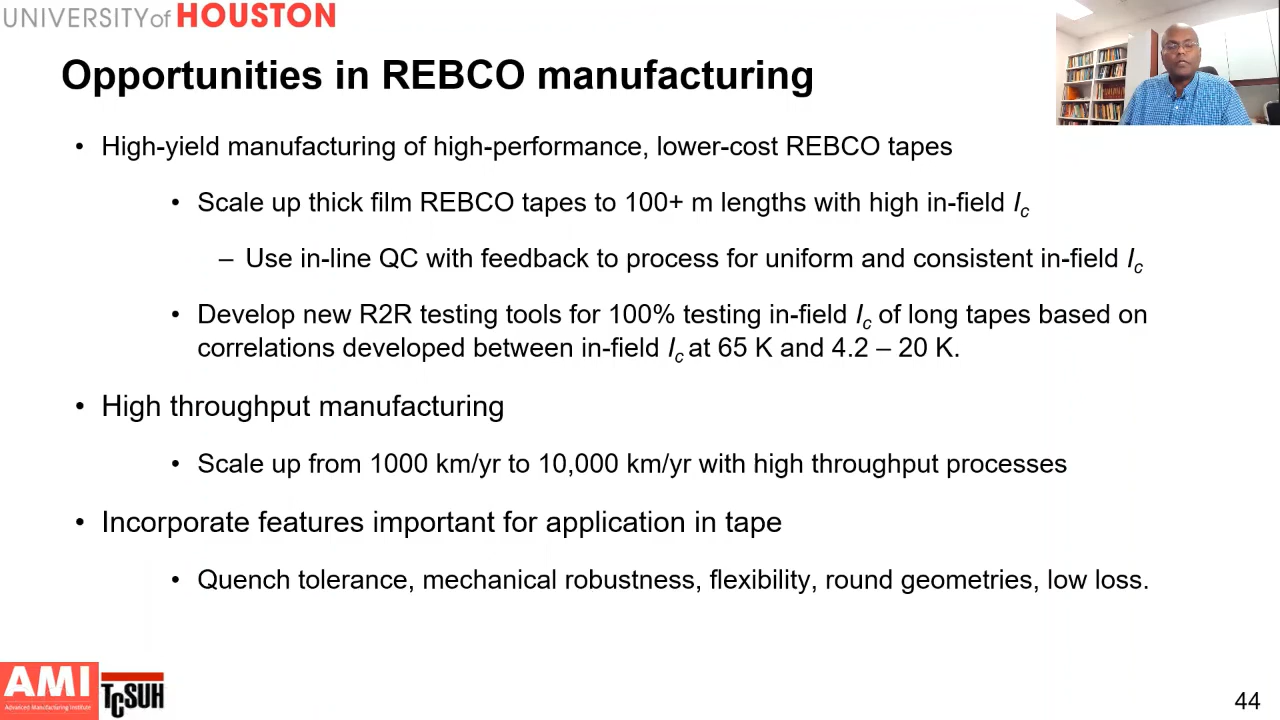 UNIVERSITY of HOUSTON
Opportunities in REBCO manufacturing
• High-yield manufacturing of high-performance, lower-cost REBCO tapes
• Scale up thick film REBCO tapes to 100+ m lengths with high in-field Ic
– Use in-line QC with feedback to process for uniform and consistent in-field Ic
• Develop new R2R testing tools for 100% testing in-field Ic of long tapes based on
correlations developed between in-field Ic at 65 K and 4.2 – 20 K.
• High throughput manufacturing
• Scale up from 1000 km/yr to 10,000 km/yr with high throughput processes
• Incorporate features important for application in tape
• Quench tolerance, mechanical robustness, flexibility, round geometries, low loss.
AMI
Advanced Manufacturing Institute
TcSUH
44